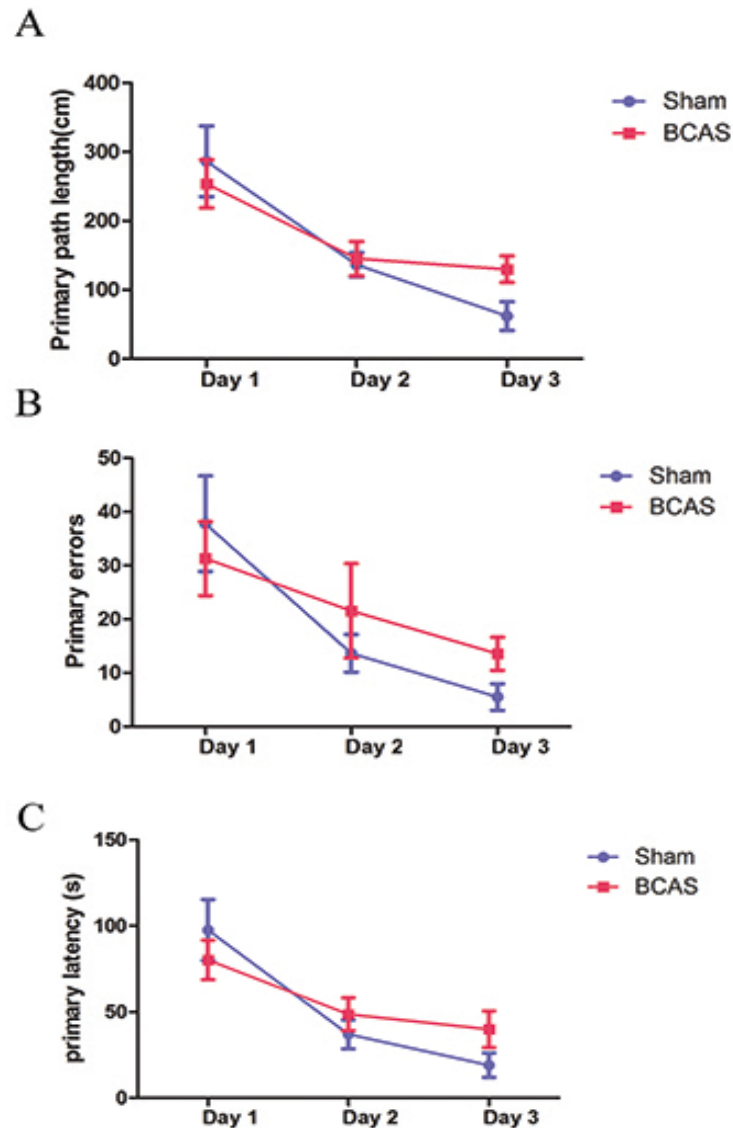 A
Primary path length(cm)
400
300
200
100
0
Day 1 Day 2 Day 3
Sham
BCAS
B
Primary errors
50
40
30
20
10
0
Day 1 Day 2 Day 3
Sham
BCAS
C
primary latency (s)
150
100
50
0
Day 1 Day 2 Day 3
Sham
BCAS